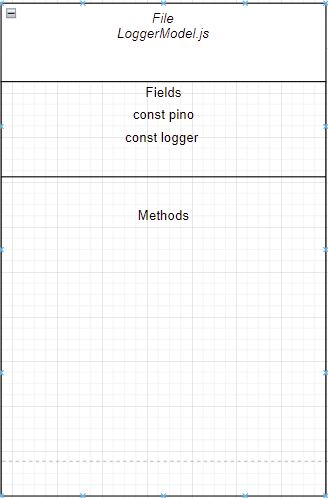 File
LoggerModel.js
Fields
const pino
const logger
Methods